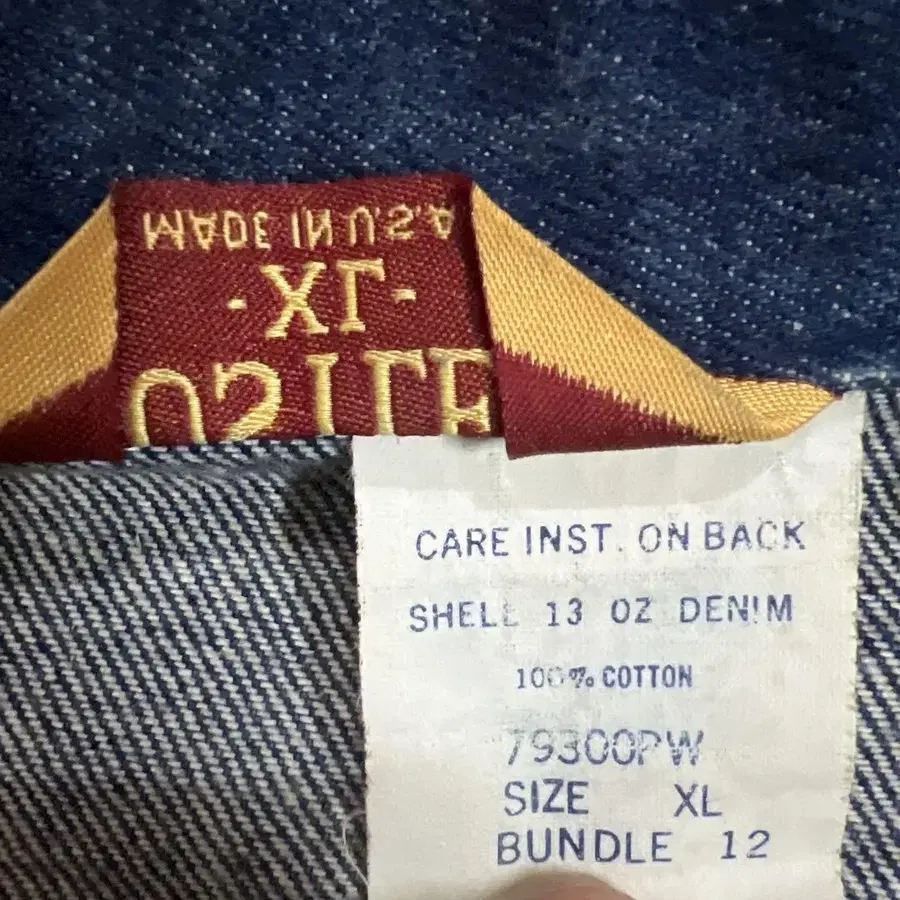 MADE IN U.S.A
·XL·
CARE INST. ON BACK
SHELL 13 OZ DENIM
100% COTTON
79300PW
SIZE XL
BUNDLE 12